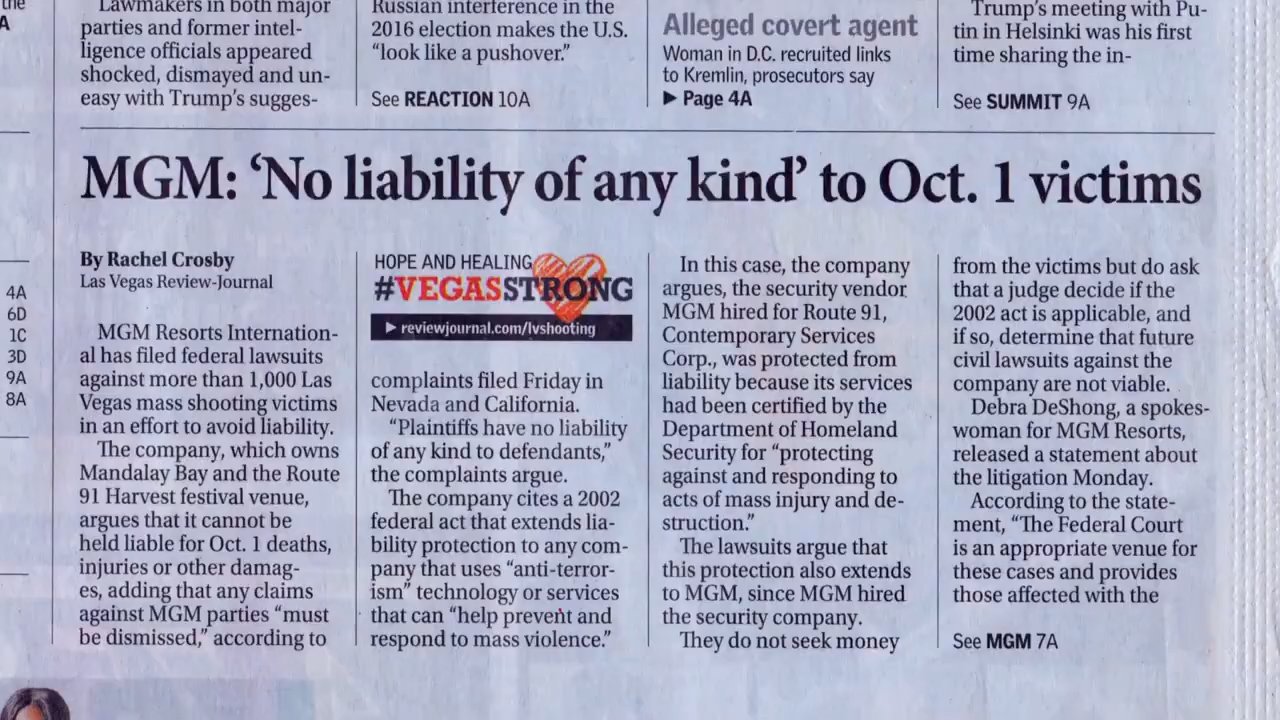 the
A
Lawmakers in both major
parties and former intel-
ligence officials appeared
shocked, dismayed and un-
easy with Trump's sugges-
Russian interference in the
2016 election makes the U.S.
“look like a pushover.”
See REACTION 10A
Alleged covert agent
Woman in D.C. recruited links
to Kremlin, prosecutors say
▶ Page 4A
Trump's meeting with Pu-
tin in Helsinki was his first
time sharing the in-
See SUMMIT 9A
4A
6D
1C
3D
9A
8A
MGM: ‘No liability of any kind’ to Oct. 1 victims
By Rachel Crosby
Las Vegas Review-Journal
MGM Resorts Internation-
al has filed federal lawsuits
against more than 1,000 Las
Vegas mass shooting victims
in an effort to avoid liability.
The company, which owns
Mandalay Bay and the Route
91 Harvest festival venue,
argues that it cannot be
held liable for Oct. 1 deaths,
injuries or other damag-
es, adding that any claims
against MGM parties “must
be dismissed,” according to
HOPE AND HEALING
#VEGASSTRONG
▶ reviewjournal.com/lvshooting
complaints filed Friday in
Nevada and California.
“Plaintiffs have no liability
of any kind to defendants,”
the complaints argue.
The company cites a 2002
federal act that extends lia-
bility protection to any com-
pany that uses “anti-terror-
ism” technology or services
that can “help prevent and
respond to mass violence.”
In this case, the company
argues, the security vendor
MGM hired for Route 91,
Contemporary Services
Corp., was protected from
liability because its services
had been certified by the
Department of Homeland
Security for “protecting
against and responding to
acts of mass injury and de-
struction.”
The lawsuits argue that
this protection also extends
to MGM, since MGM hired
the security company.
They do not seek money
from the victims but do ask
that a judge decide if the
2002 act is applicable, and
if so, determine that future
civil lawsuits against the
company are not viable.
Debra DeShong, a spokes-
woman for MGM Resorts,
released a statement about
the litigation Monday.
According to the state-
ment, “The Federal Court
is an appropriate venue for
these cases and provides
those affected with the
See MGM 7A